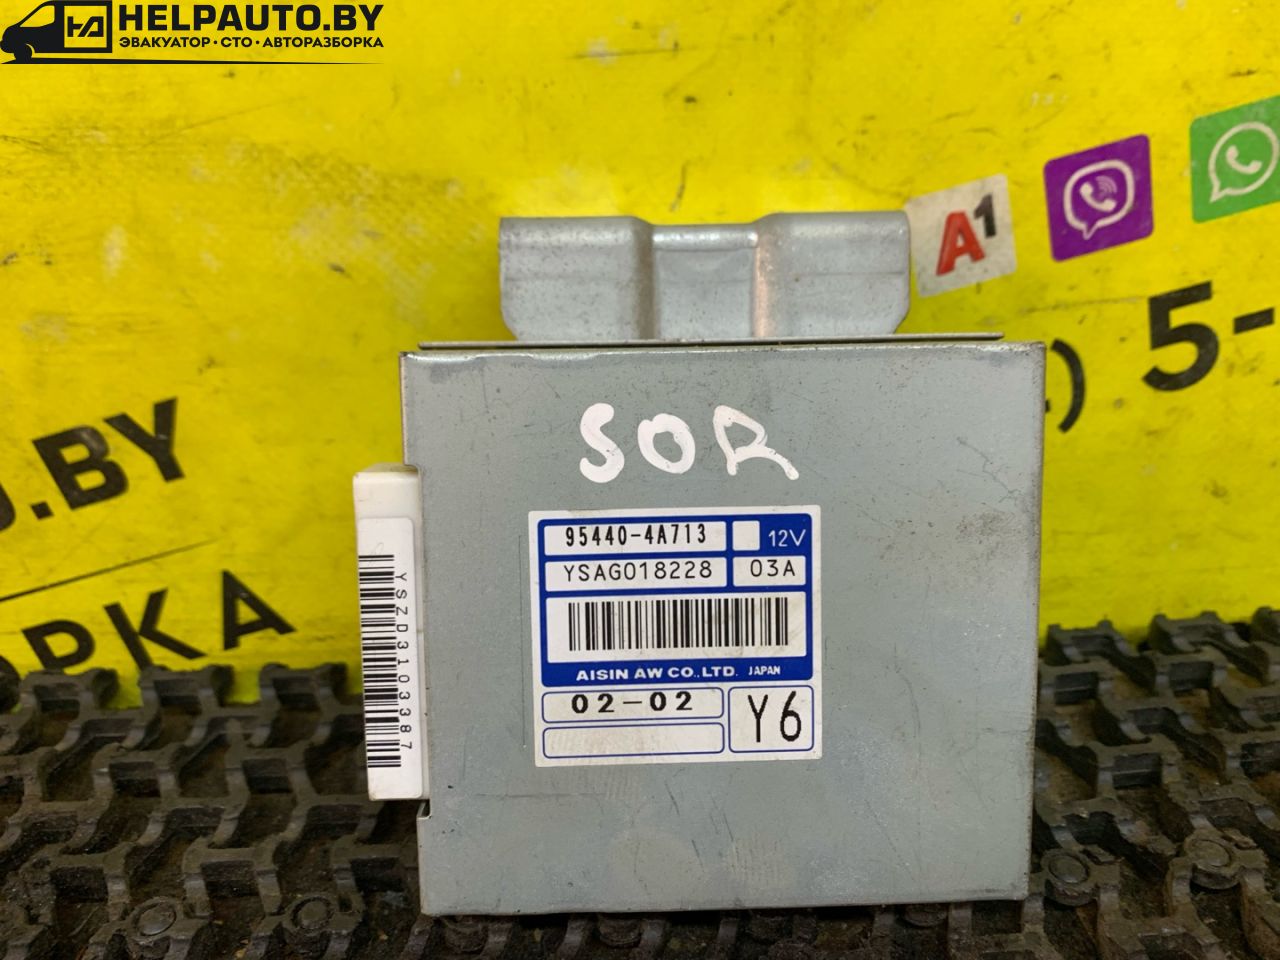 HELPAUTO.BY
ЭВАКУАТОР • СТО • АВТОРАЗБОРКА
A1
) 5-
.BY
РКА
SOR
95440-4A713
12V
YSAG018228
03A
AISIN AW CO.,LTD. JAPAN
02-02
Y6
YSZD3103387